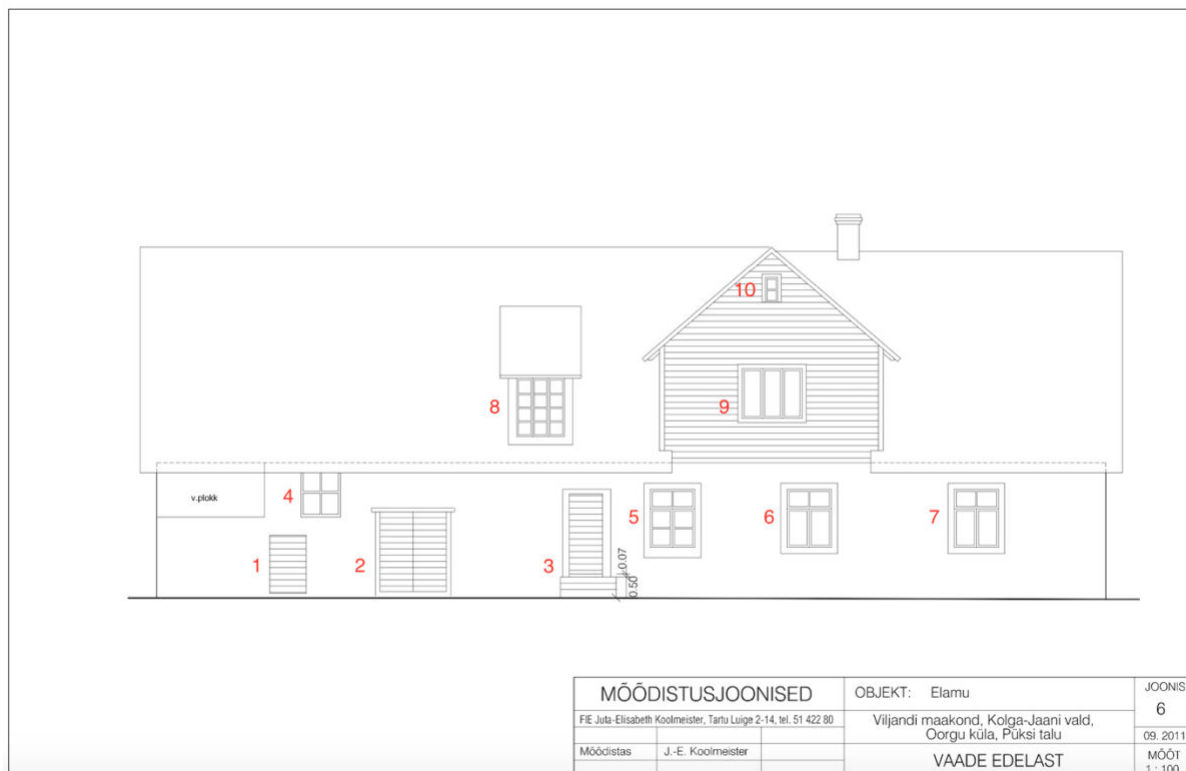 10
8
9
v.plokk
4
5
6
7
1
2
3
0.07
0.50
MÕÕDISTUSJOONISED
OBJEKT: Elamu
JOONIS
6
FIE Juta-Elisabeth Koolmeister, Tartu Luige 2-14, tel. 51 422 80
Viljandi maakond, Kolga-Jaani vald,
Oorgu küla, Püksi talu
09. 2011
Mõõdistas J.-E. Koolmeister
VAADE EDELAST
MÕÕT
1 : 100